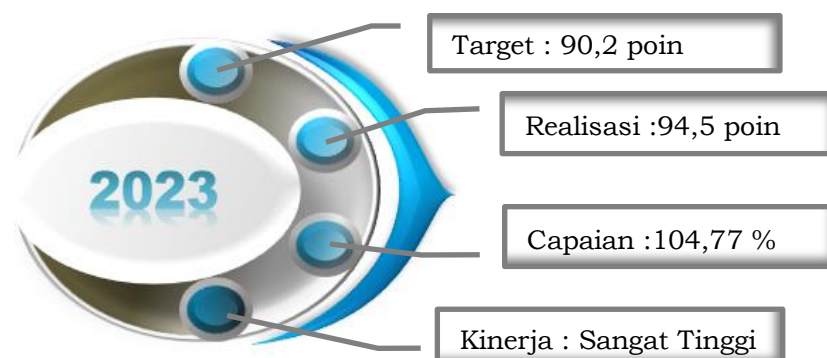 2023
Target : 90,2 poin
Realisasi :94,5 poin
Capaian :104,77 %
Kinerja : Sangat Tinggi